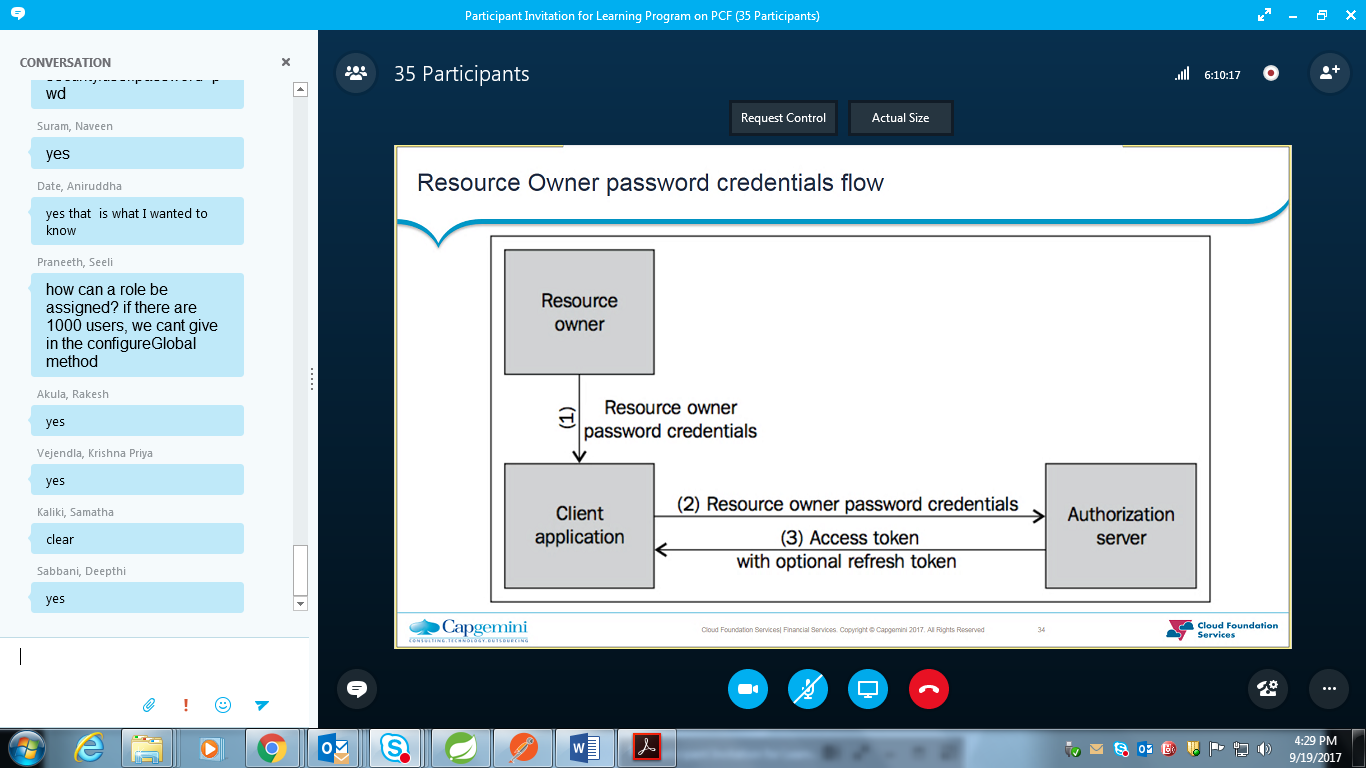 Participant Invitation for Learning Program on PCF (35 Participants)
CONVERSATION
wd
Suram, Naveen
yes
Date, Aniruddha
yes that is what I wanted to
know
Praneeth, Seeli
how can a role be
assigned? if there are
1000 users, we cant give
in the configureGlobal
method
Akula, Rakesh
yes
Vejendla, Krishna Priya
yes
Kaliki, Samatha
clear
Sabbani, Deepthi
yes
35 Participants
6:10:17
Request Control
Actual Size
Resource Owner password credentials flow
Resource
owner
(1)
Resource owner
password credentials
Client
application
(2) Resource owner password credentials
(3) Access token
with optional refresh token
Authorization
server
Capgemini
CONSULTING.TECHNOLOGY.OUTSOURCING
Cloud Foundation Services| Financial Services. Copyright © Capgemini 2017. All Rights Reserved
34
Cloud Foundation
Services
4:29 PM
9/19/2017